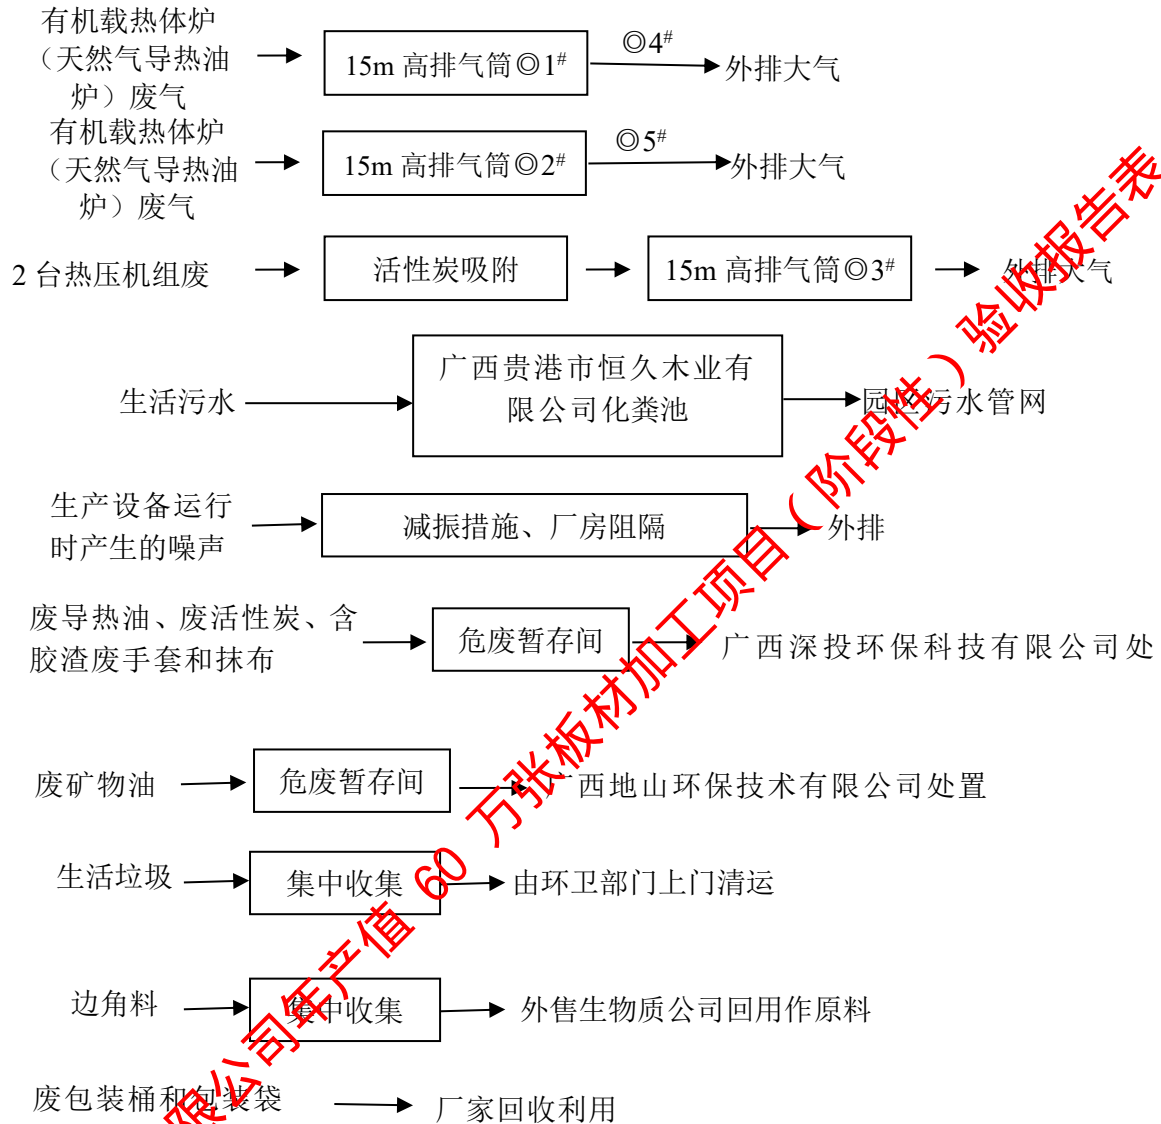 有机载热体炉
（天然气导热油
炉）废气
15m 高排气筒◎1#
◎4#
外排大气
有机载热体炉
（天然气导热油
炉）废气
15m 高排气筒◎2#
◎5#
外排大气
2 台热压机组废
活性炭吸附
15m 高排气筒◎3#
外排大气
生活污水
广西贵港市恒久木业有
限公司化粪池
园区污水管网
生产设备运行
时产生的噪声
减振措施、厂房阻隔
外排
废导热油、废活性炭、含
胶渣废手套和抹布
危废暂存间
广西深投环保科技有限公司处
废矿物油
危废暂存间
广西地山环保技术有限公司处置
生活垃圾
集中收集
由环卫部门上门清运
边角料
集中收集
外售生物质公司回用作原料
废包装桶和包装袋
厂家回收利用
限公司年产值 60 万张板材加工项目（阶段性）验收报告表